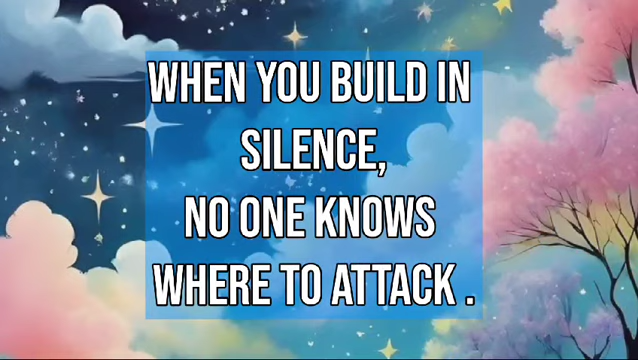 WHEN YOU BUILD IN
SILENCE,
NO ONE KNOWS
WHERE TO ATTACK .